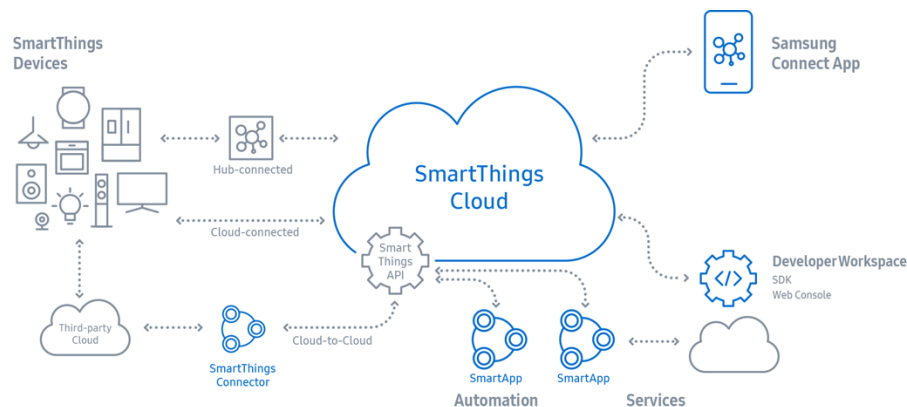 SmartThings
Devices
Samsung
Connect App
Hub-connected
SmartThings
Cloud
Cloud-connected
Smart
Things
API
Developer Workspace
SDK
Web Console
Third-party
Cloud
Cloud-to-Cloud
SmartThings
Connector
SmartApp
SmartApp
Automation
Services